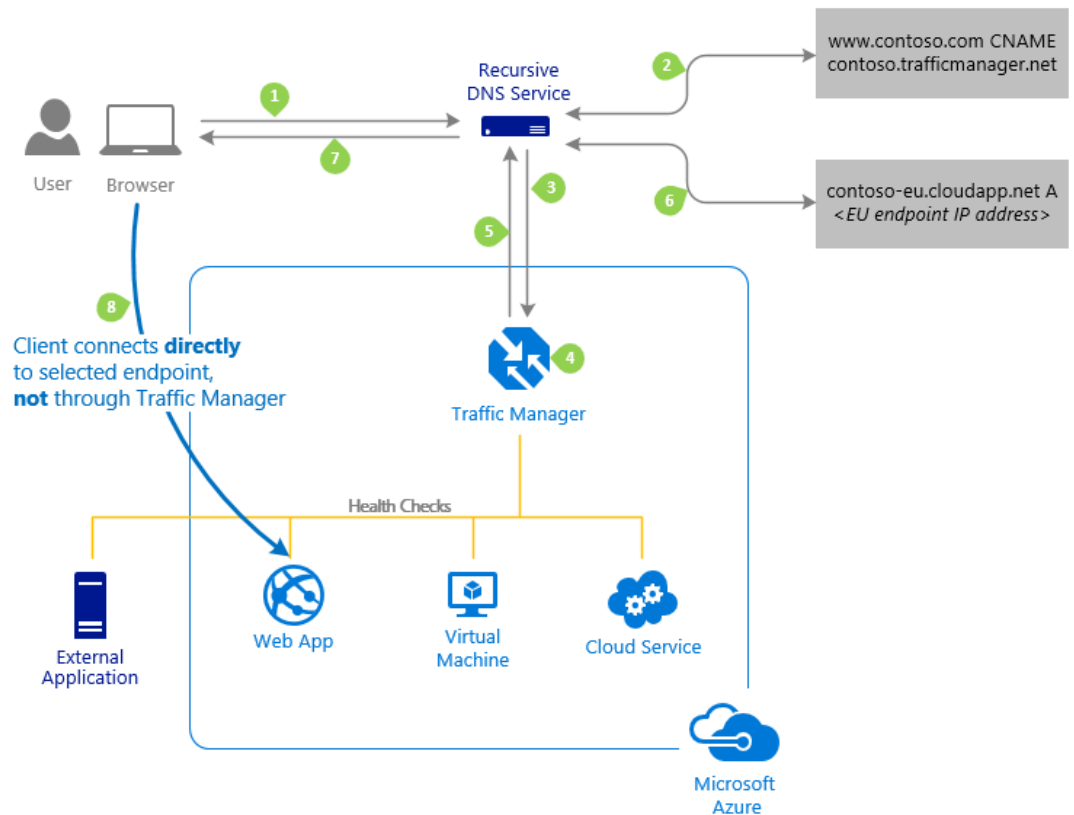 www.contoso.com CNAME
contoso.trafficmanager.net
2
Recursive
DNS Service
1
7
User
Browser
3
6
contoso-eu.cloudapp.net A
<EU endpoint IP address>
5
8
Client connects directly
to selected endpoint,
not through Traffic Manager
4
Traffic Manager
Health Checks
External
Application
Web App
Virtual
Machine
Cloud Service
Microsoft
Azure